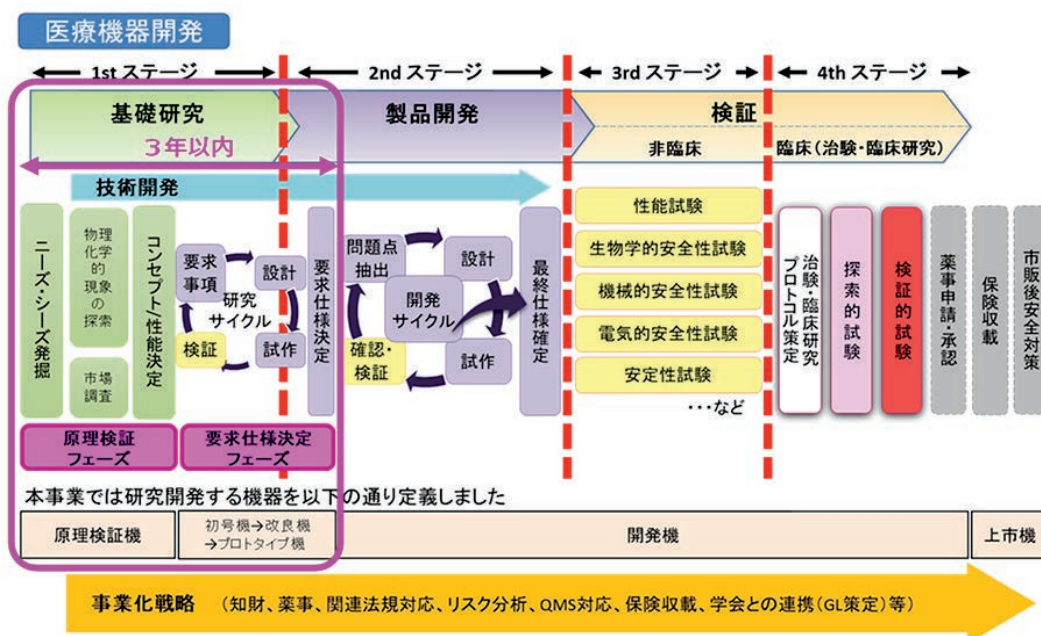 医療機器開発
1st ステージ
2nd ステージ
3rd ステージ
4th ステージ
基礎研究
製品開発
検証
3年以内
非臨床
臨床（治験・臨床研究）
技術開発
ニーズ・シーズ発掘
物理
化学的
現象の
探索
市場
調査
コンセプト/性能決定
要求
事項
設計
研究
サイクル
検証
試作
要求仕様決定
問題点
抽出
設計
開発
サイクル
確認・
検証
試作
最終仕様確定
性能試験
生物学的安全性試験
機械的安全性試験
電気的安全性試験
安定性試験
・・・など
治験・臨床研究
プロトコル策定
探索的試験
検証的試験
薬事申請・承認
保険収載
市販後安全対策
原理検証
フェーズ
要求仕様決定
フェーズ
本事業では研究開発する機器を以下の通り定義しました
原理検証機
初号機→改良機
→プロトタイプ機
開発機
上市機
事業化戦略 （知財、薬事、関連法規対応、リスク分析、QMS対応、保険収載、学会との連携(GL策定)等）